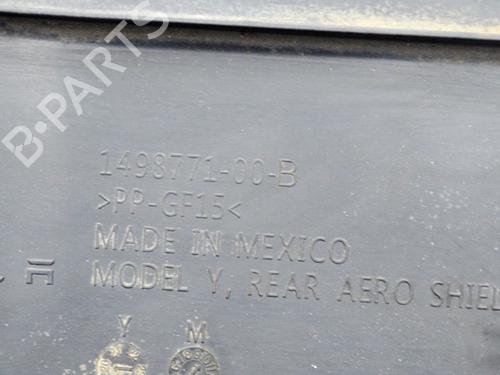 B-PARTS
1498771-00-B
>PP-GF15<
MADE IN MEXICO
MODEL Y, REAR AERO SHIEL
Y M